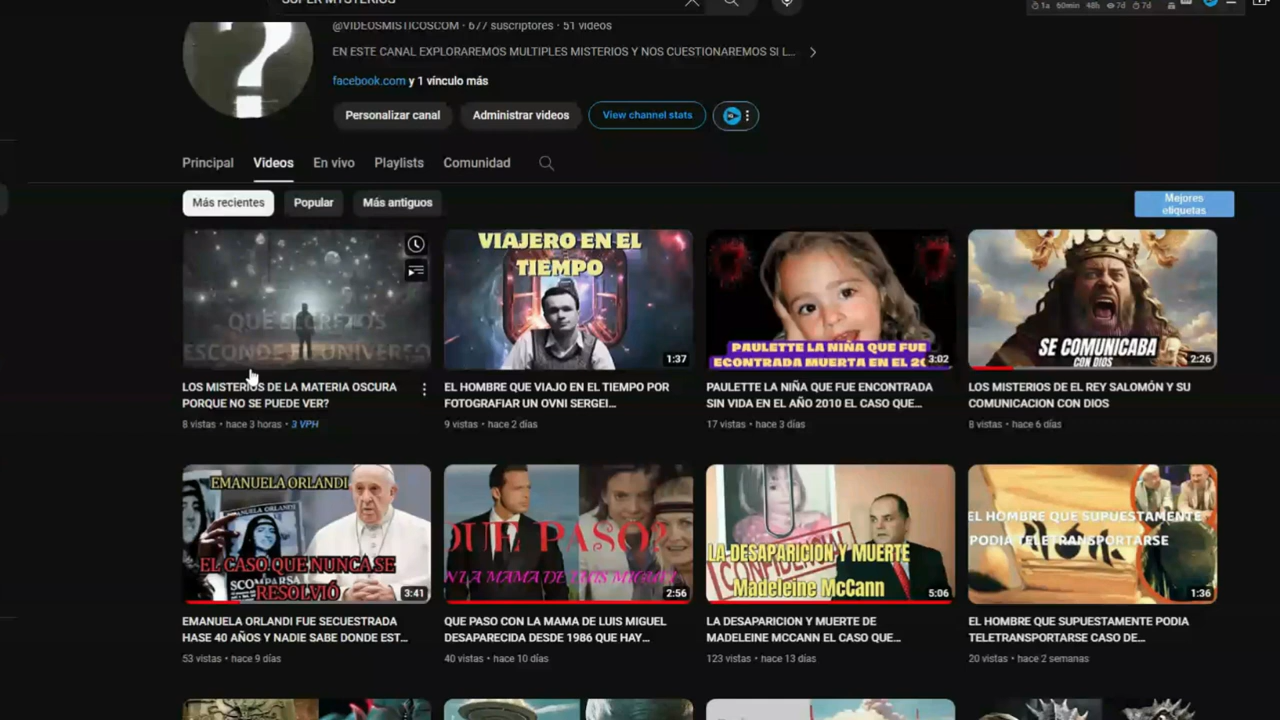 SUPER MYSTERIOS
@VIDEOSMISTICOSCOM · 677 suscriptores · 51 videos
EN ESTE CANAL EXPLORAREMOS MULTIPLES MISTERIOS Y NOS CUESTIONAREMOS SI L...
facebook.com y 1 vínculo más
Personalizar canal
Administrar videos
View channel stats
Principal
Videos
En vivo
Playlists
Comunidad
Más recientes
Popular
Más antiguos
Mejores
etiquetas
QUE SECRETOS
ESCONDE EL UNIVERSO
VIAJERO EN EL
TIEMPO
1:37
PAULETTE LA NIÑA QUE FUE
3:02
SE COMUNICABA
CON DIOS
2:26
LOS MISTERIOS DE LA MATERIA OSCURA
PORQUE NO SE PUEDE VER?
8 vistas · hace 3 horas · 3 VPH
EL HOMBRE QUE VIAJO EN EL TIEMPO POR
FOTOGRAFIAR UN OVNI SERGEI...
9 vistas · hace 2 días
PAULETTE LA NIÑA QUE FUE ENCONTRADA
SIN VIDA EN EL AÑO 2010 EL CASO QUE...
17 vistas · hace 3 días
LOS MISTERIOS DE EL REY SALOMÓN Y SU
COMUNICACION CON DIOS
8 vistas · hace 6 días
EMANUELA ORLANDI
EL CASO QUE NUNCA SE
RESOLVIÓ
3:41
QUE PASO?
2:56
LA DESAPARICION Y MUERTE
Madeleine McCann
5:06
EL HOMBRE QUE SUPUESTAMENTE
PODIA TELETRANSPORTARSE
1:36
EMANUELA ORLANDI FUE SECUESTRADA
HASE 40 AÑOS Y NADIE SABE DONDE EST...
53 vistas · hace 9 días
QUE PASO CON LA MAMA DE LUIS MIGUEL
DESAPARECIDA DESDE 1986 QUE HAY...
40 vistas · hace 10 días
LA DESAPARICION Y MUERTE DE
MADELEINE MCCANN EL CASO QUE...
123 vistas · hace 13 días
EL HOMBRE QUE SUPUESTAMENTE PODIA
TELETRANSPORTARSE CASO DE...
20 vistas · hace 2 semanas